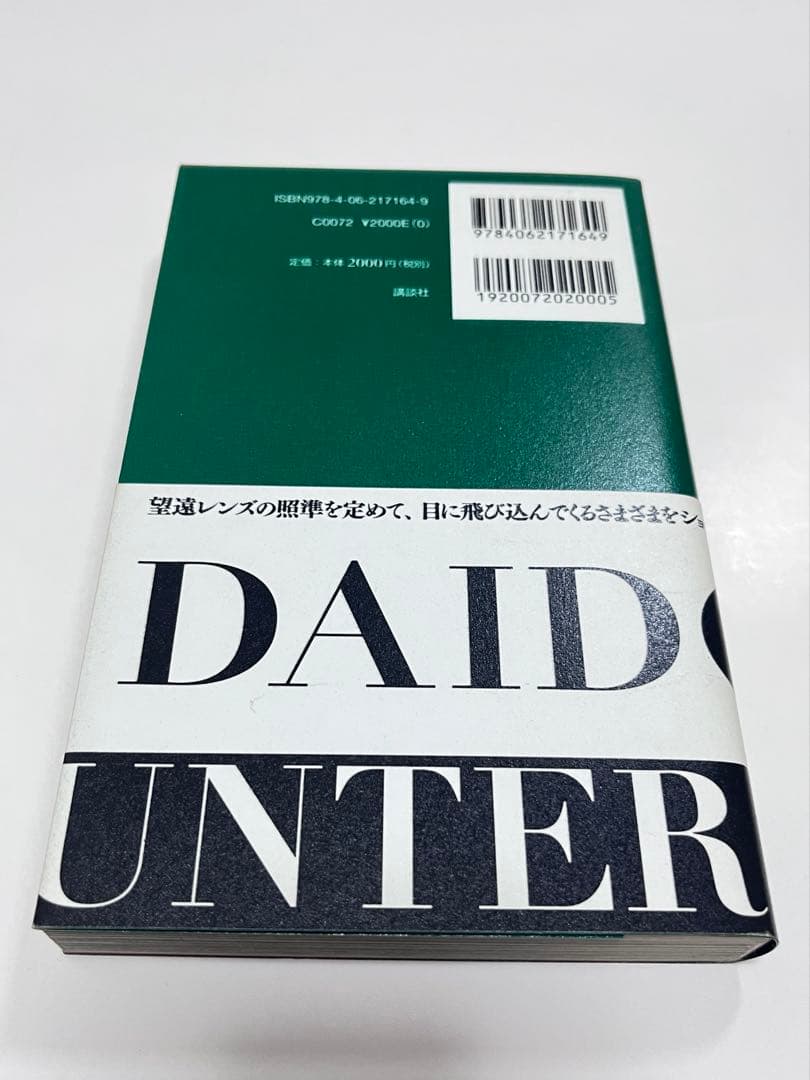 ISBN978-4-06-217164-9
C0072 ¥2000E(0)
定価：本体2000円(税別)
講談社
9784062171649
1920072020005
望遠レンズの照準を定めて、目に飛び込んでくるさまざまをショ
DAID
UNTER